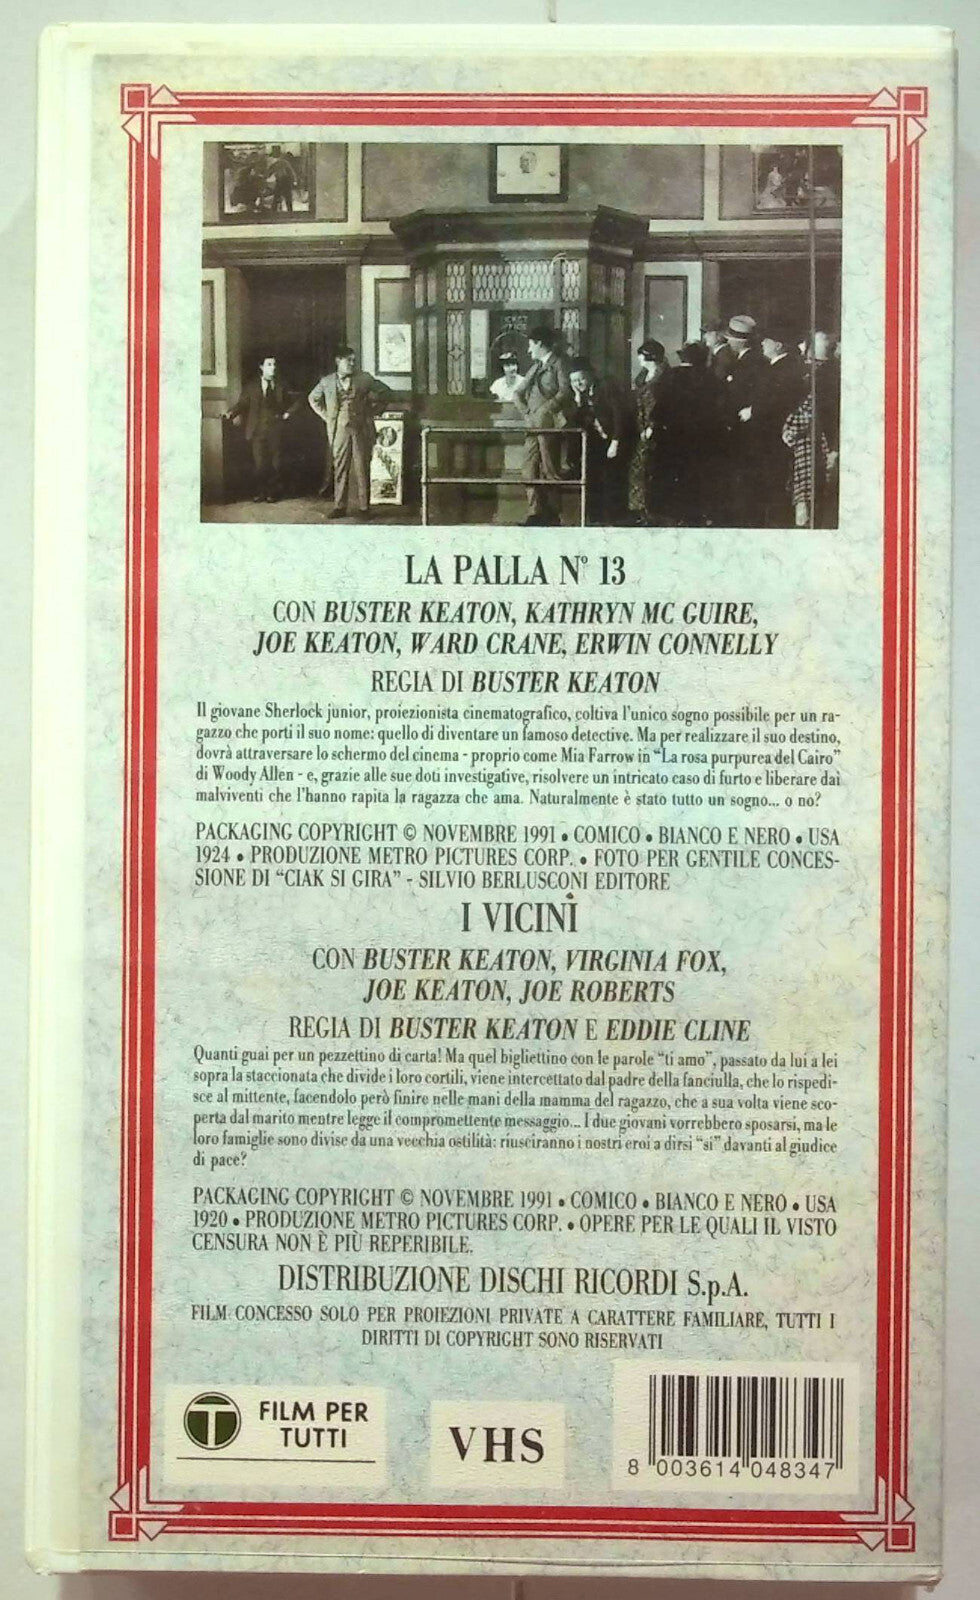 TICKET
OFFICE
LA PALLA N° 13
CON BUSTER KEATON, KATHRYN MC GUIRE,
JOE KEATON, WARD CRANE, ERWIN CONNELLY
REGIA DI BUSTER KEATON
Il giovane Sherlock junior, proiezionista cinematografico, coltiva l'unico sogno possibile per un ra-
gazzo che porti il suo nome: quello di diventare un famoso detective. Ma per realizzare il suo destino,
dovrà attraversare lo schermo del cinema - proprio come Mia Farrow in "La rosa purpurea del Cairo"
di Woody Allen - e, grazie alle sue doti investigative, risolvere un intricato caso di furto e liberare dai
malviventi che l'hanno rapita la ragazza che ama. Naturalmente è stato tutto un sogno... o no?
PACKAGING COPYRIGHT © NOVEMBRE 1991 • COMICO • BIANCO E NERO • USA
1924 • PRODUZIONE METRO PICTURES CORP. • FOTO PER GENTILE CONCES-
SIONE DI "CIAK SI GIRA" - SILVIO BERLUSCONI EDITORE
I VICINI
CON BUSTER KEATON, VIRGINIA FOX,
JOE KEATON, JOE ROBERTS
REGIA DI BUSTER KEATON E EDDIE CLINE
Quanti guai per un pezzettino di carta! Ma quel bigliettino con le parole "ti amo", passato da lui a lei
sopra la staccionata che divide i loro cortili, viene intercettato dal padre della fanciulla, che lo rispedi-
sce al mittente, facendolo però finire nelle mani della mamma del ragazzo, che a sua volta viene sco-
perta dal marito mentre legge il compromettente messaggio... I due giovani vorrebbero sposarsi, ma le
loro famiglie sono divise da una vecchia ostilità: riusciranno i nostri eroi a dirsi "si" davanti al giudice
di pace?
PACKAGING COPYRIGHT © NOVEMBRE 1991 • COMICO • BIANCO E NERO • USA
1920 • PRODUZIONE METRO PICTURES CORP. • OPERE PER LE QUALI IL VISTO
CENSURA NON È PIÙ REPERIBILE.
DISTRIBUZIONE DISCHI RICORDI S.p.A.
FILM CONCESSO SOLO PER PROIEZIONI PRIVATE A CARATTERE FAMILIARE, TUTTI I
DIRITTI DI COPYRIGHT SONO RISERVATI
T FILM PER
TUTTI
VHS
8 003614 048347